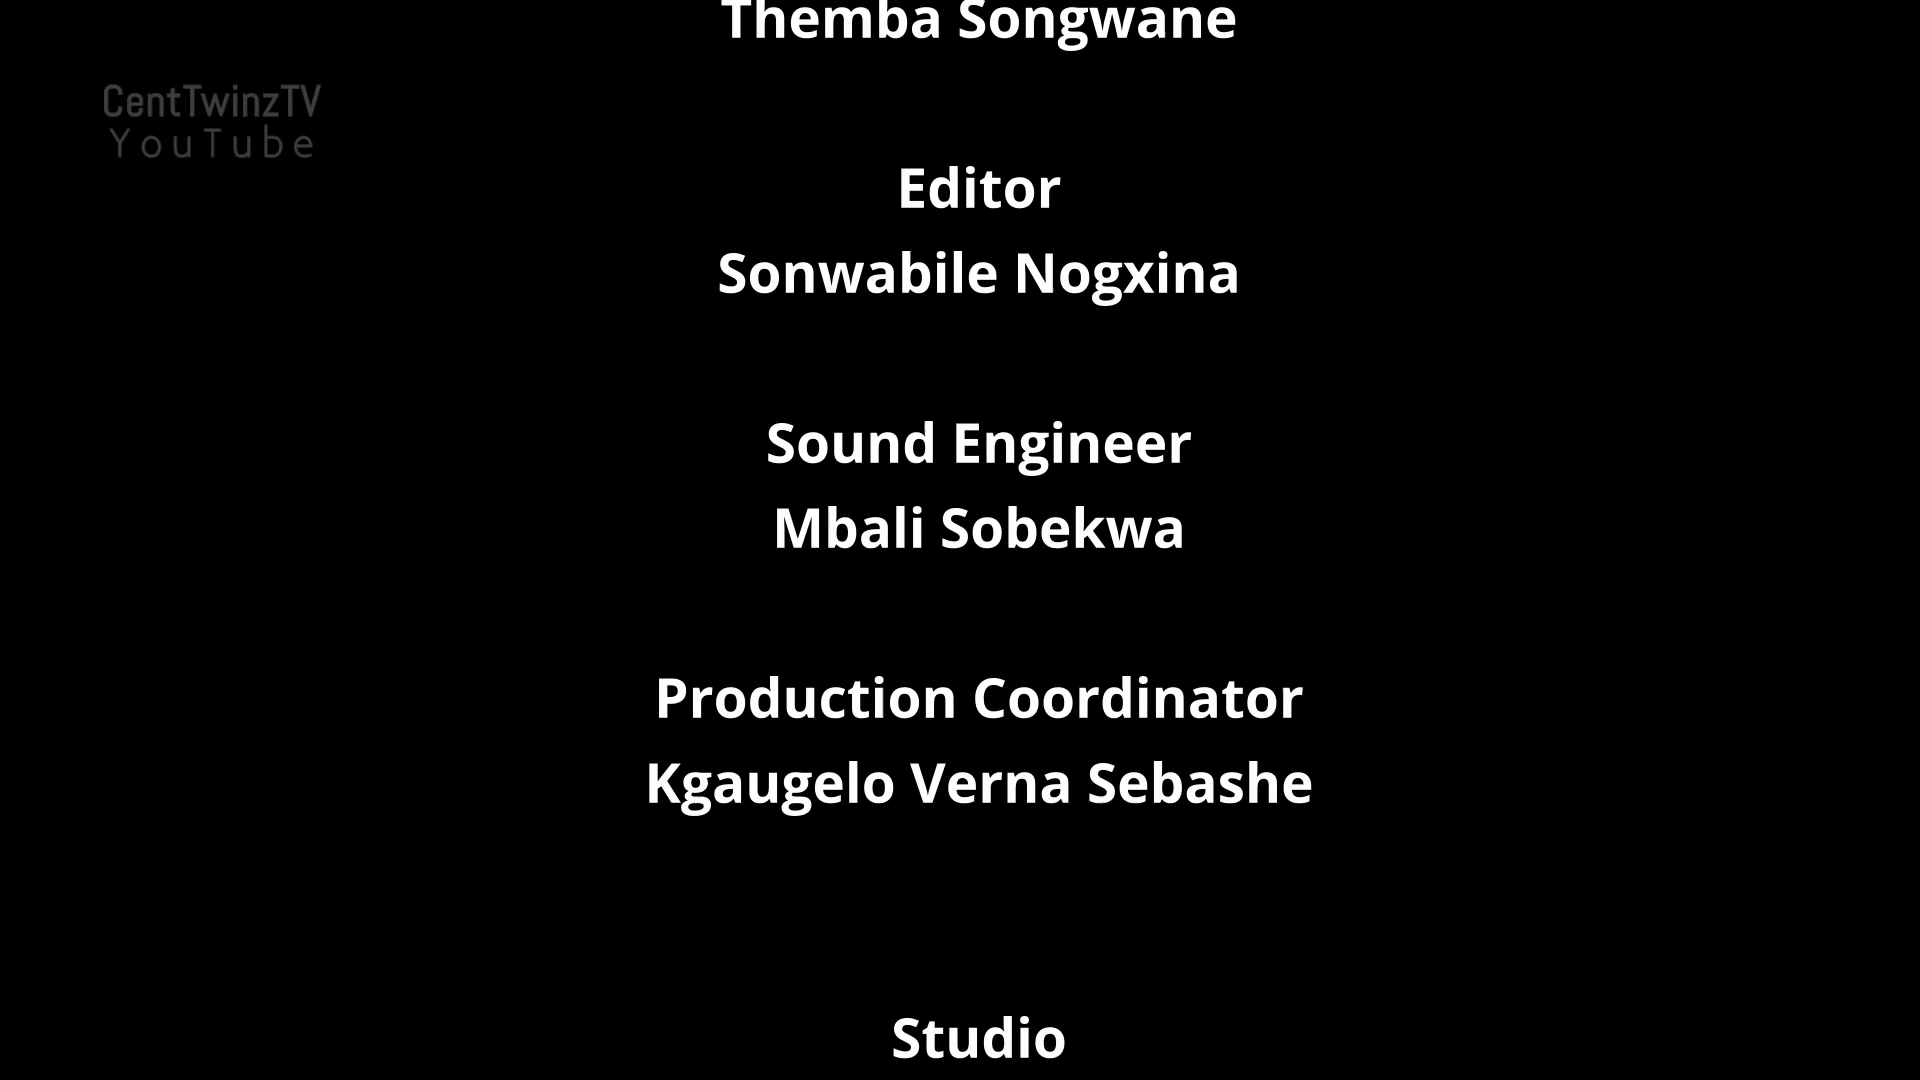 Themba Songwane
CentTwinzTV
YouTube
Editor
Sonwabile Nogxina
Sound Engineer
Mbali Sobekwa
Production Coordinator
Kgaugelo Verna Sebashe
Studio